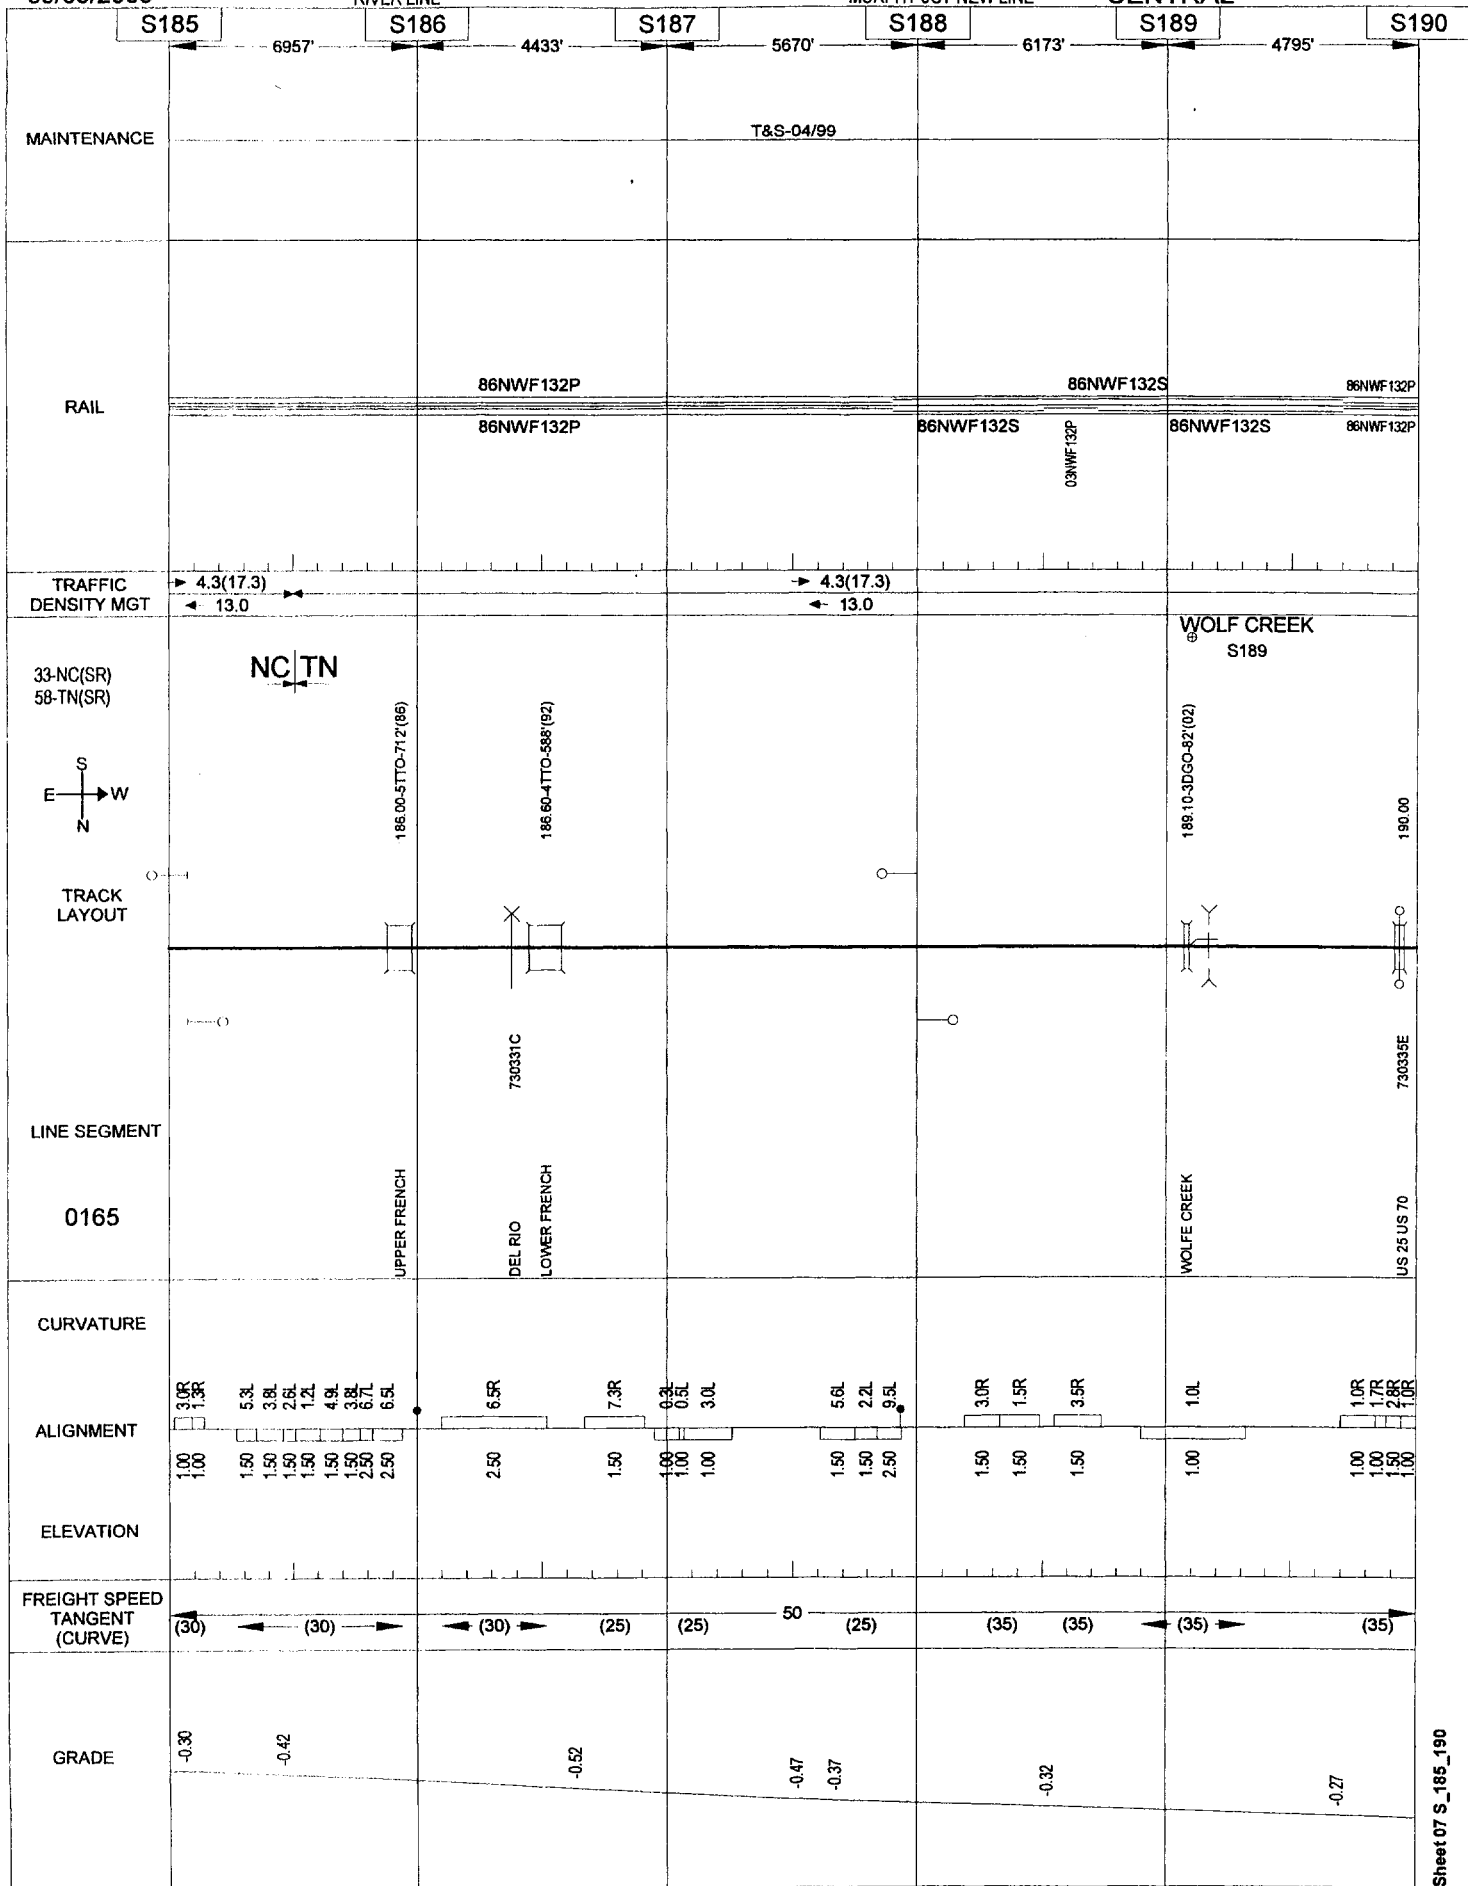 RIVER LINE
S185 S186 S187 S188 S189 S190
6957' 4433' 5670' 6173' 4795'
MAINTENANCE
T&S-04/99
RAIL
86NWF132P 86NWF132S 86NWF132P
86NWF132P 86NWF132S 86NWF132S 86NWF132P
03NWF132P
TRAFFIC
DENSITY MGT
4.3(17.3) 4.3(17.3)
13.0 13.0
WOLF CREEK
S189
33-NC(SR)
58-TN(SR)
NC TN
S
E W
N
186.00-5TTO-712'(86)
186.60-4TTO-588'(92)
189.10-3DGO-82'(02)
190.00
TRACK
LAYOUT
730331C
730335E
LINE SEGMENT
0165
UPPER FRENCH
DEL RIO
LOWER FRENCH
WOLFE CREEK
US 25 US 70
CURVATURE
3.0R 1.3R 5.3L 3.8L 2.6L 1.2L 4.9L 3.8L 6.7L 6.5L 6.5R 7.3R 0.3L 0.5L 3.0L 5.6L 2.2L 9.5L 3.0R 1.5R 3.5R 1.0L 1.0R 1.7R 2.8R 1.0R
ALIGNMENT
1.00 1.00 1.50 1.50 1.50 1.50 1.50 1.50 2.50 2.50 2.50 1.50 1.00 1.00 1.00 1.50 1.50 2.50 1.50 1.50 1.50 1.00 1.00 1.00 1.50 1.00
ELEVATION
FREIGHT SPEED
TANGENT
(CURVE)
50
(30) (30) (30) (25) (25) (25) (35) (35) (35) (35)
GRADE
-0.30 -0.42 -0.52 -0.47 -0.37 -0.32 -0.27
Sheet 07 S_185_190